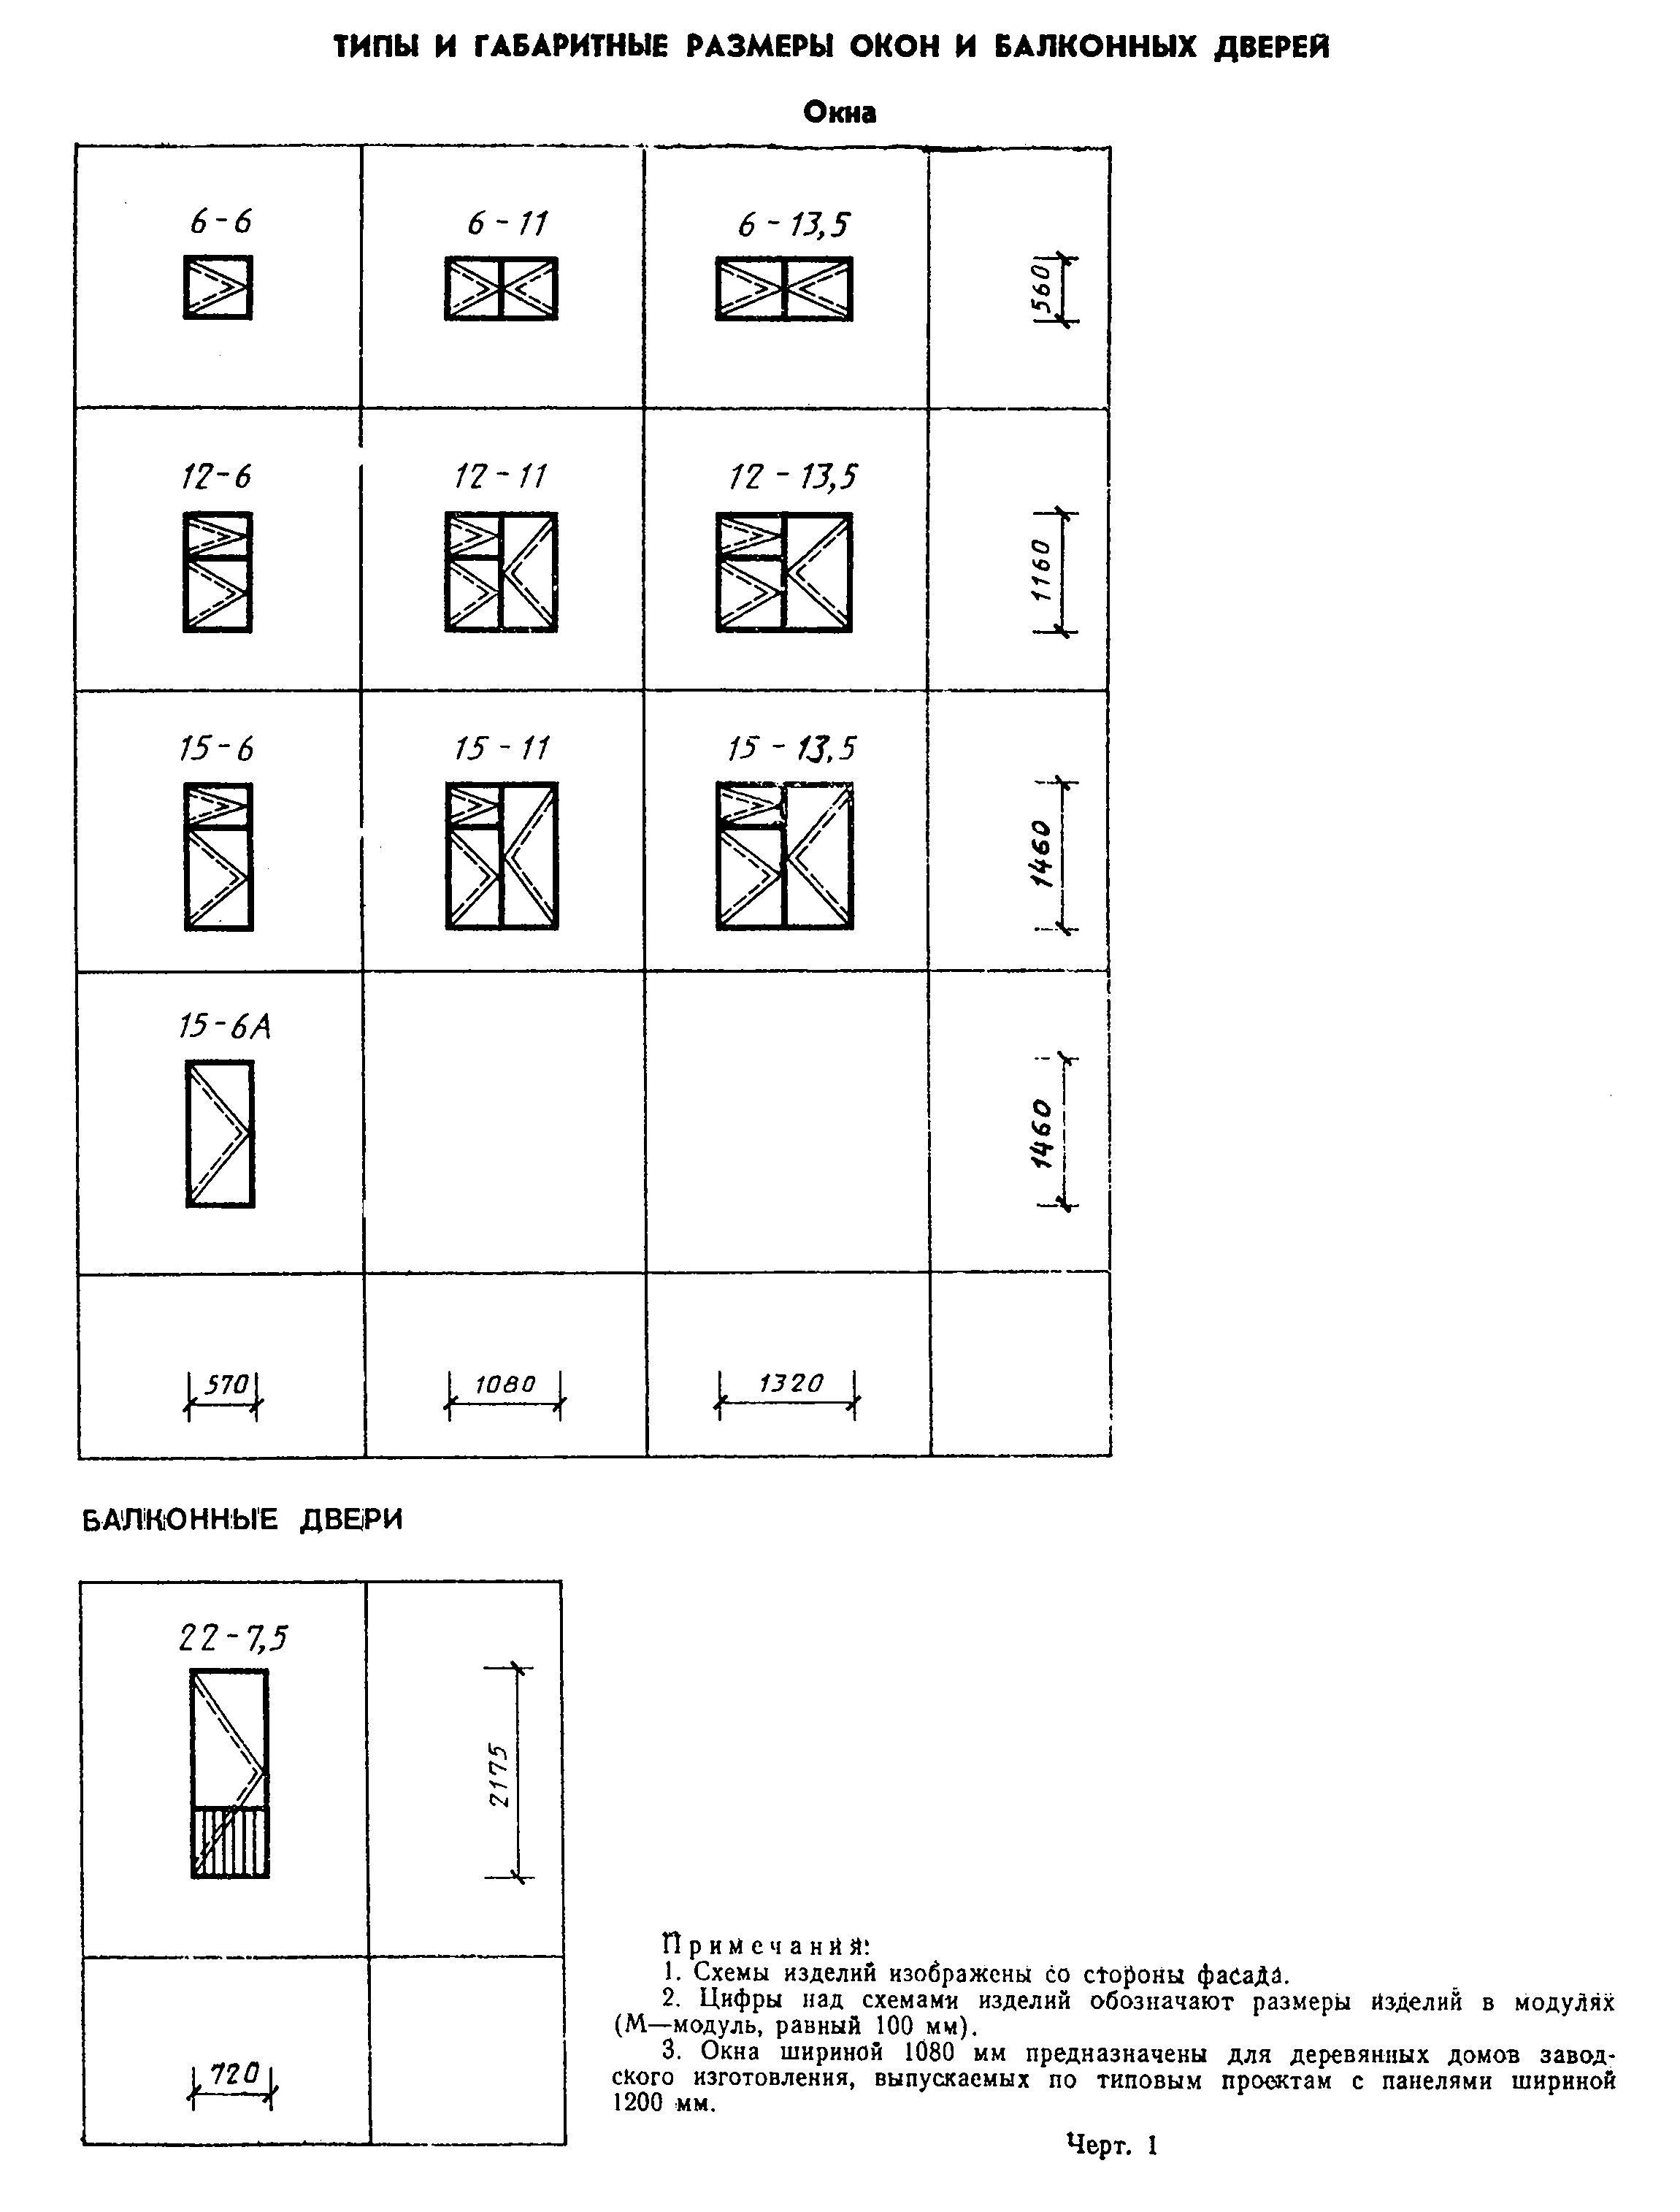 ТИПЫ И ГАБАРИТНЫЕ РАЗМЕРЫ ОКОН И БАЛКОННЫХ ДВЕРЕЙ
Окна
6-6 6-11 6-13,5
560
12-6 12-11 12-13,5
1160
15-6 15-11 15-13,5
1460
15-6А
1460
570 1080 1320
БАЛКОННЫЕ ДВЕРИ
22-7,5
2175
720
Примечания:
1. Схемы изделий изображены со стороны фасада.
2. Цифры над схемами изделий обозначают размеры изделий в модулях
(М—модуль, равный 100 мм).
3. Окна шириной 1080 мм предназначены для деревянных домов завод-
ского изготовления, выпускаемых по типовым проектам с панелями шириной
1200 мм.
Черт. 1